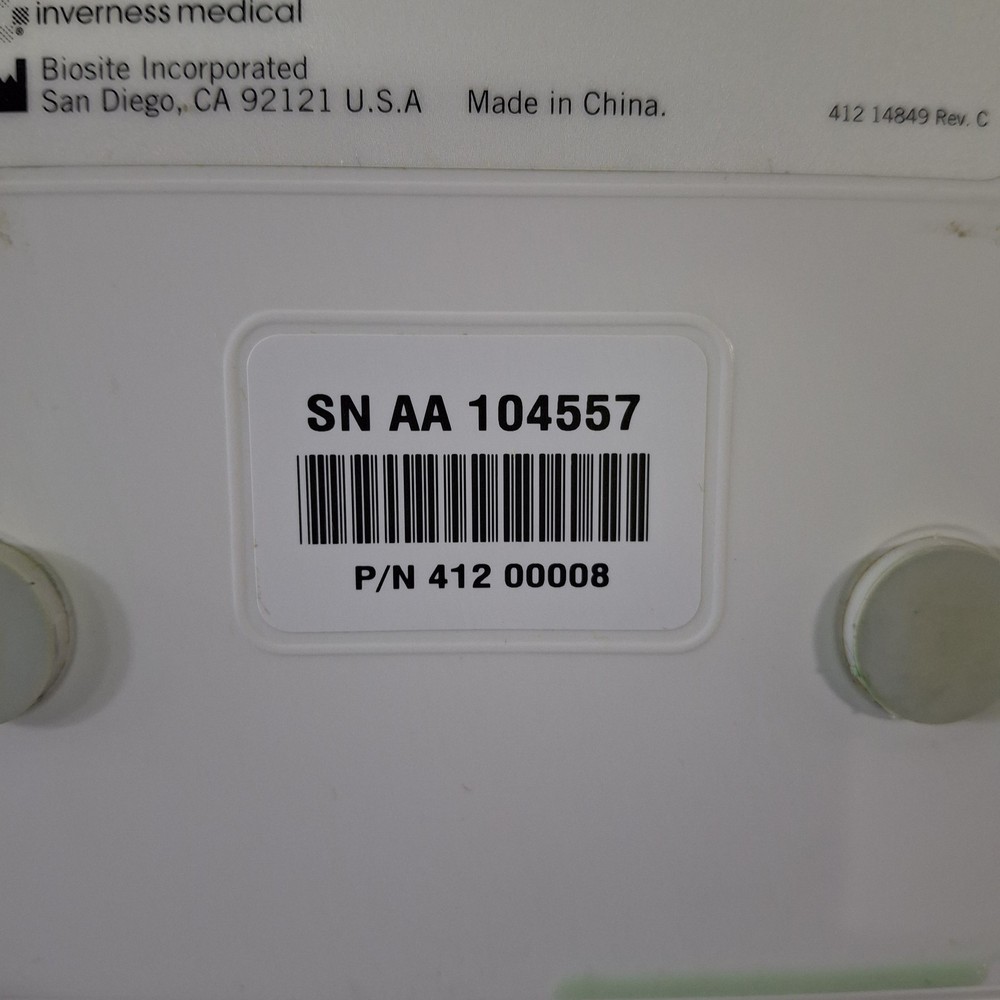 inverness medical
Biosite Incorporated
San Diego, CA 92121 U.S.A Made in China.
412 14849 Rev. C
SN AA 104557
P/N 412 00008